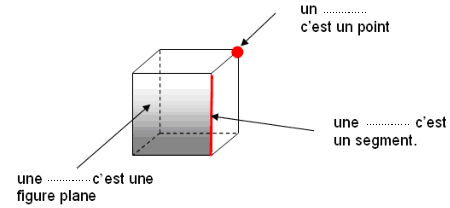 un ..............
c'est un point
une .............. c'est
un segment.
une ..............c'est une
figure plane